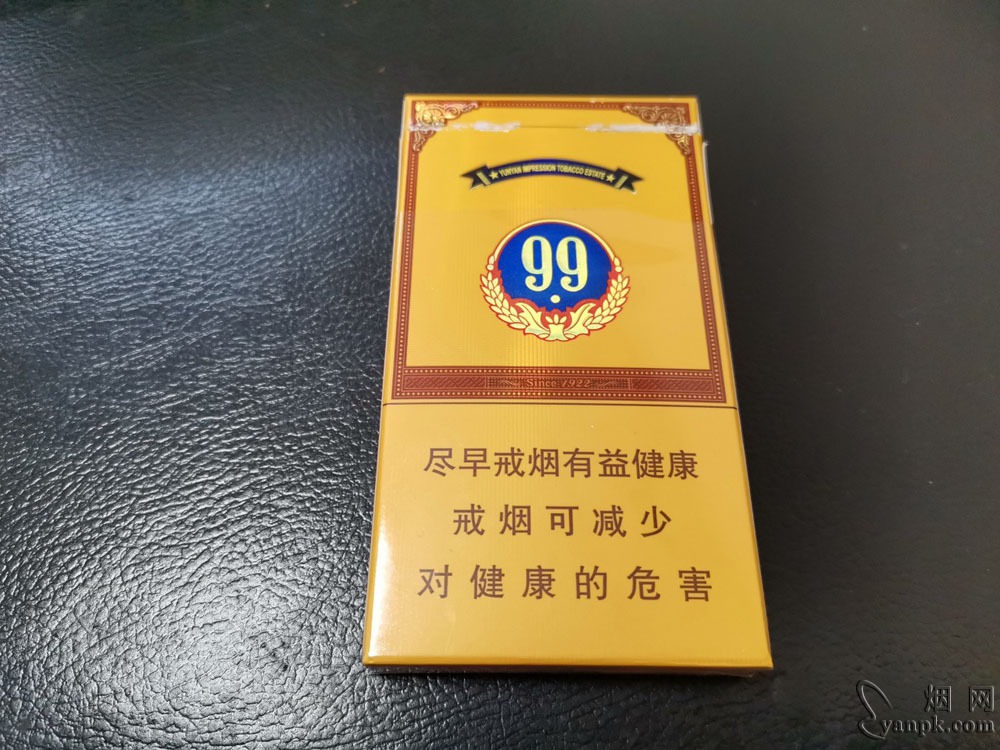 ★ YUNYAN IMPRESSION TOBACCO ESTATE ★
99
Since 1922
尽早戒烟有益健康
戒烟可减少
对健康的危害
烟网
yanpk.com